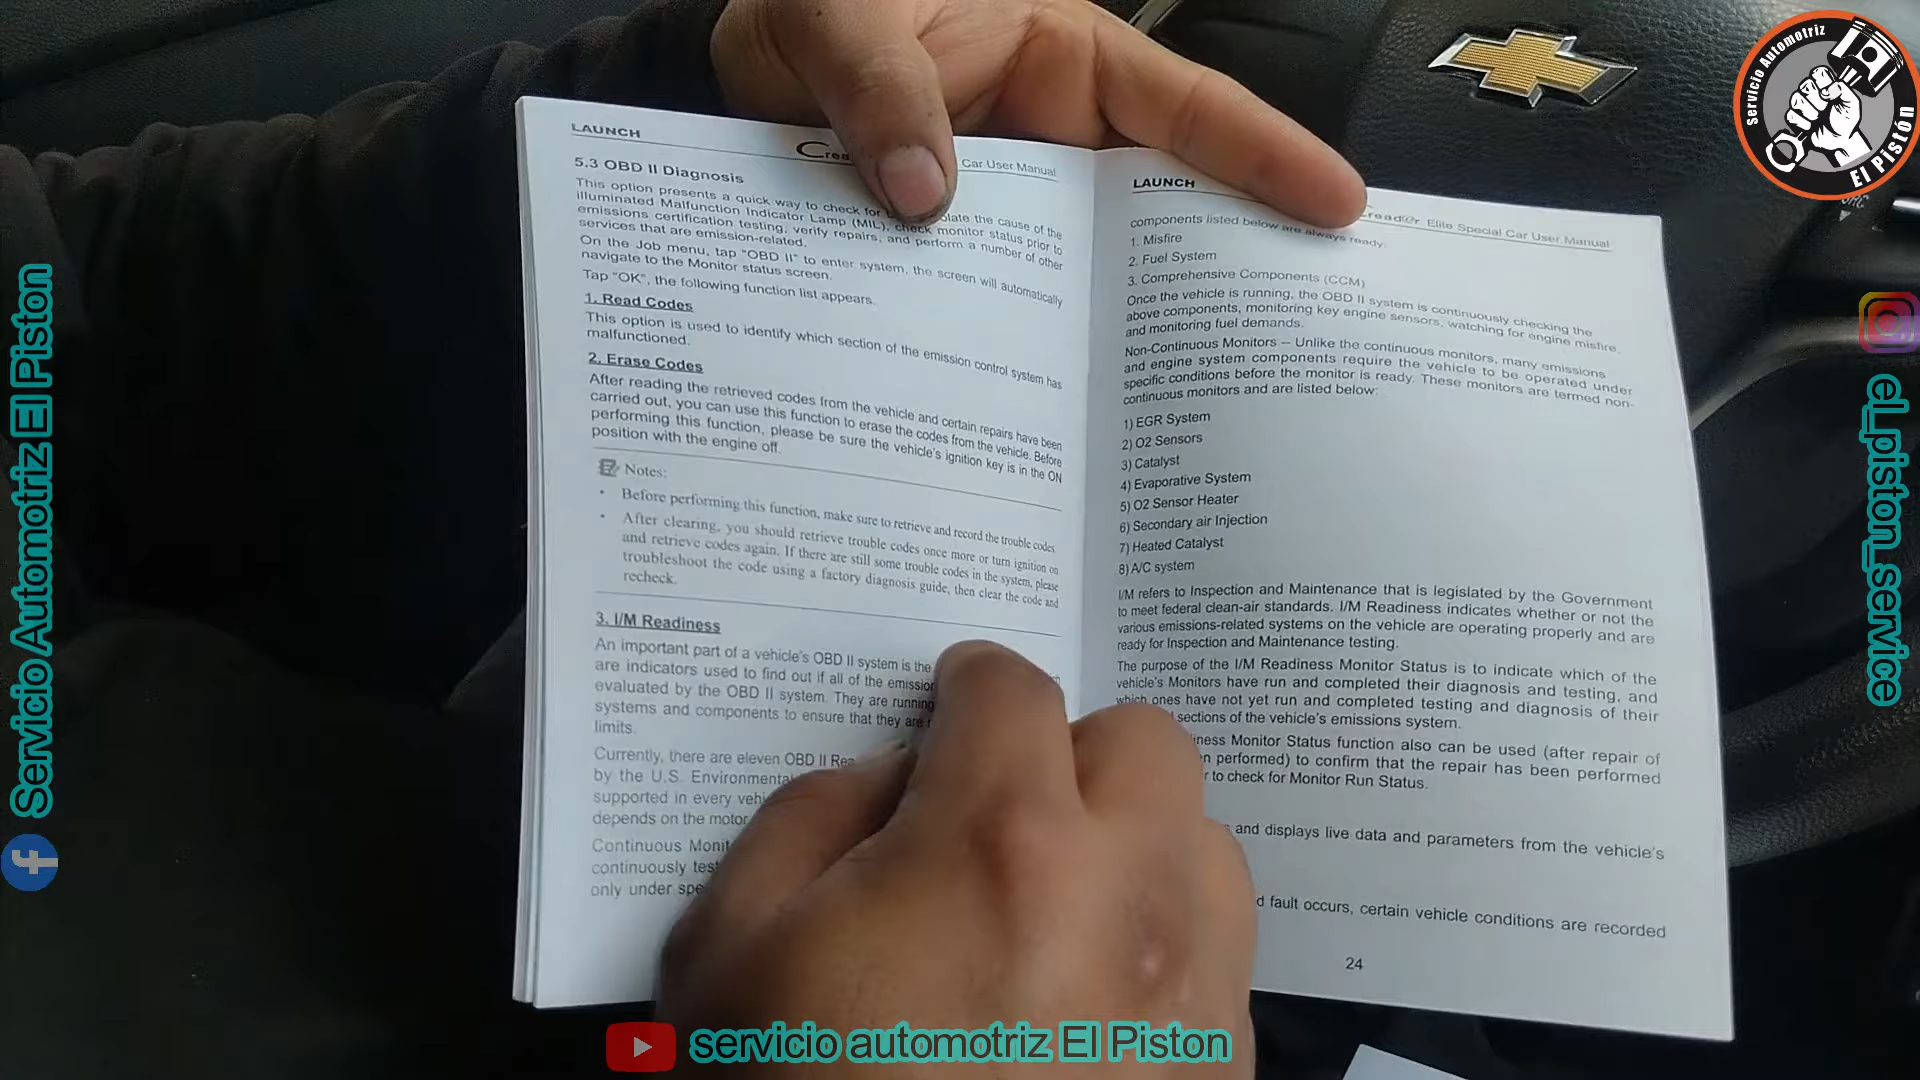 LAUNCH
Car User Manual
5.3 OBD II Diagnosis
This option presents a quick way to check for the cause of the
illuminated Malfunction Indicator Lamp (MIL), check monitor status prior to
emissions certification testing, verify repairs, and perform a number of other
services that are emission-related.
On the Job menu, tap "OBD II" to enter system, the screen will automatically
navigate to the Monitor status screen.
Tap "OK", the following function list appears.
1. Read Codes
This option is used to identify which section of the emission control system has
malfunctioned.
2. Erase Codes
After reading the retrieved codes from the vehicle and certain repairs have been
carried out, you can use this function to erase the codes from the vehicle. Before
performing this function, please be sure the vehicle's ignition key is in the ON
position with the engine off.
Notes:
• Before performing this function, make sure to retrieve and record the trouble codes.
• After clearing, you should retrieve trouble codes once more or turn ignition on
and retrieve codes again. If there are still some trouble codes in the system, please
troubleshoot the code using a factory diagnosis guide, then clear the code and
recheck.
3. I/M Readiness
An important part of a vehicle's OBD II system is the
are indicators used to find out if all of the emission
evaluated by the OBD II system. They are running
systems and components to ensure that they are
limits.
Currently, there are eleven OBD II
by the U.S. Environmental
supported in every
depends on the motor
Continuous
continuously
only under
LAUNCH
Creader Elite Special Car User Manual
components listed below are always ready:
1. Misfire
2. Fuel System
3. Comprehensive Components (CCM)
Once the vehicle is running, the OBD II system is continuously checking the
above components, monitoring key engine sensors, watching for engine misfire,
and monitoring fuel demands.
Non-Continuous Monitors – Unlike the continuous monitors, many emissions
and engine system components require the vehicle to be operated under
specific conditions before the monitor is ready. These monitors are termed non-
continuous monitors and are listed below:
1) EGR System
2) O2 Sensors
3) Catalyst
4) Evaporative System
5) O2 Sensor Heater
6) Secondary air Injection
7) Heated Catalyst
8) A/C system
I/M refers to Inspection and Maintenance that is legislated by the Government
to meet federal clean-air standards. I/M Readiness indicates whether or not the
various emissions-related systems on the vehicle are operating properly and are
ready for Inspection and Maintenance testing.
The purpose of the I/M Readiness Monitor Status is to indicate which of the
vehicle's Monitors have run and completed their diagnosis and testing, and
which ones have not yet run and completed testing and diagnosis of their
sections of the vehicle's emissions system.
Monitor Status function also can be used (after repair of
performed) to confirm that the repair has been performed
to check for Monitor Run Status.
and displays live data and parameters from the vehicle's
fault occurs, certain vehicle conditions are recorded
24
Servicio Automotriz
El Pistón
Servicio Automotriz El Piston
el_piston_service
servicio automotriz El Piston